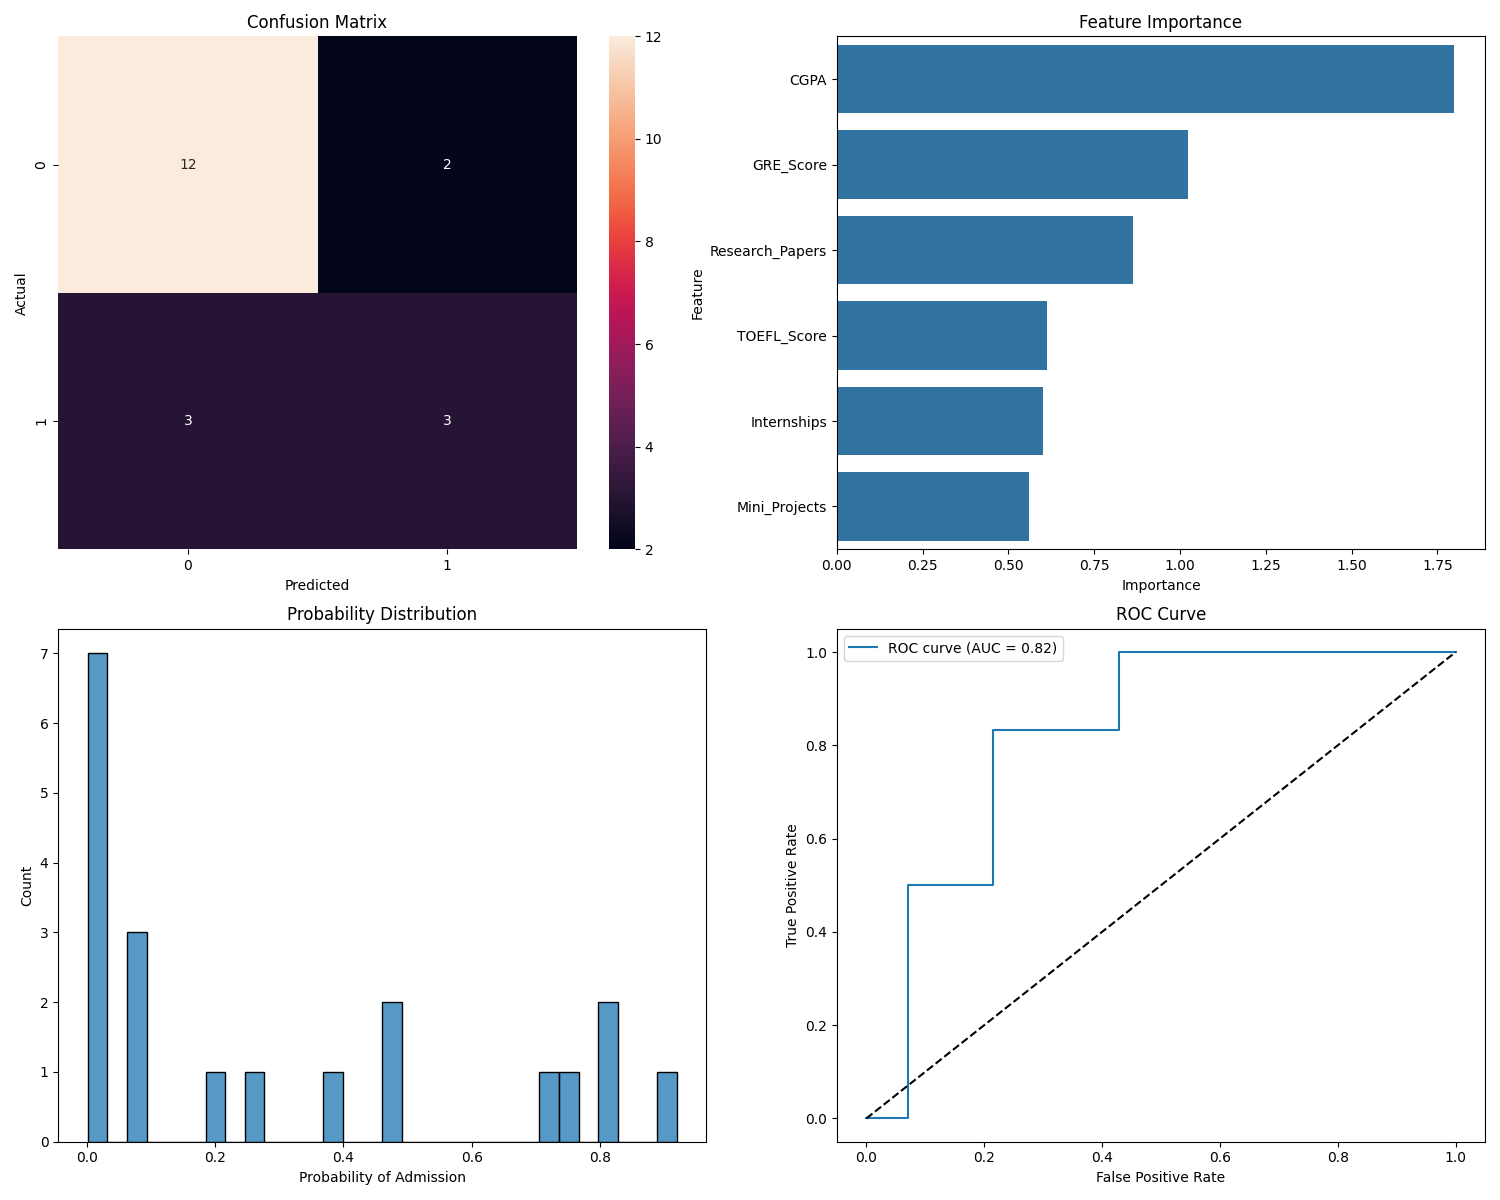 Confusion Matrix
0
1
Actual
12
2
3
3
0
1
Predicted
12
10
8
6
4
2
Feature Importance
Feature
CGPA
GRE_Score
Research_Papers
TOEFL_Score
Internships
Mini_Projects
0.00 0.25 0.50 0.75 1.00 1.25 1.50 1.75
Importance
Probability Distribution
Count
7
6
5
4
3
2
1
0
0.0 0.2 0.4 0.6 0.8
Probability of Admission
ROC Curve
ROC curve (AUC = 0.82)
True Positive Rate
1.0
0.8
0.6
0.4
0.2
0.0
0.0 0.2 0.4 0.6 0.8 1.0
False Positive Rate